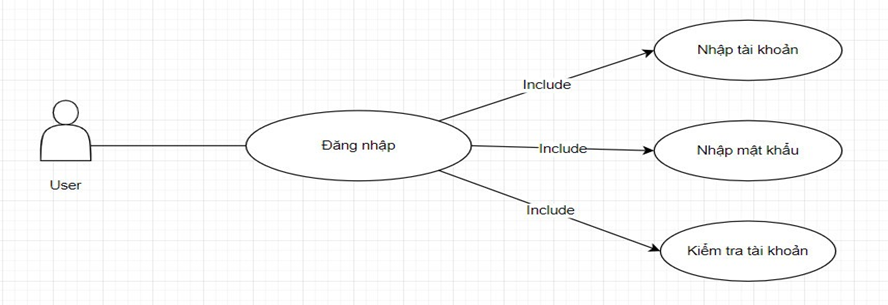 Nhập tài khoản
Include
Đăng nhập
Include
Nhập mật khẩu
User
Include
Kiểm tra tài khoản